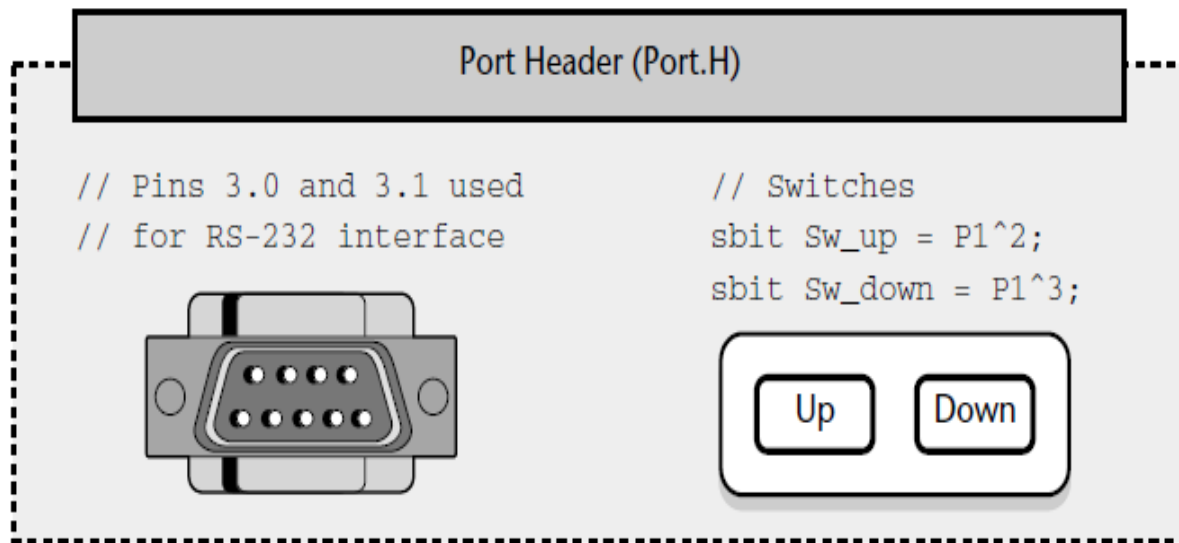 Port Header (Port.H)
// Pins 3.0 and 3.1 used
// for RS-232 interface
// Switches
sbit Sw_up = P1^2;
sbit Sw_down = P1^3;
Up
Down